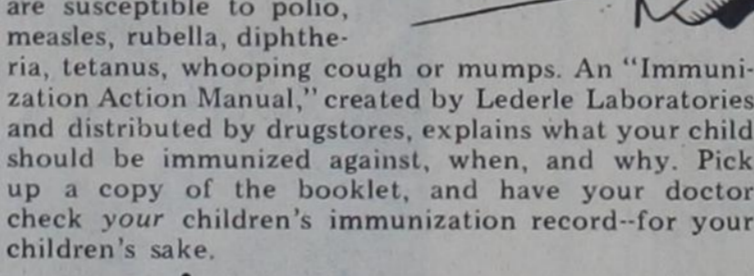 are susceptible to polio,
measles, rubella, diphthe-
ria, tetanus, whooping cough or mumps. An "Immuni-
zation Action Manual," created by Lederle Laboratories
and distributed by drugstores, explains what your child
should be immunized against, when, and why. Pick
up a copy of the booklet, and have your doctor
check your children's immunization record--for your
children's sake.